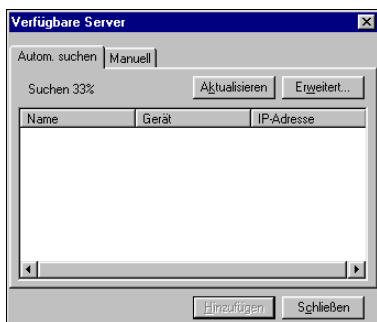 Verfügbare Server
Autom. suchen Manuell
Suchen 33% Aktualisieren Erweitert...
Name Gerät IP-Adresse
Hinzufügen Schließen